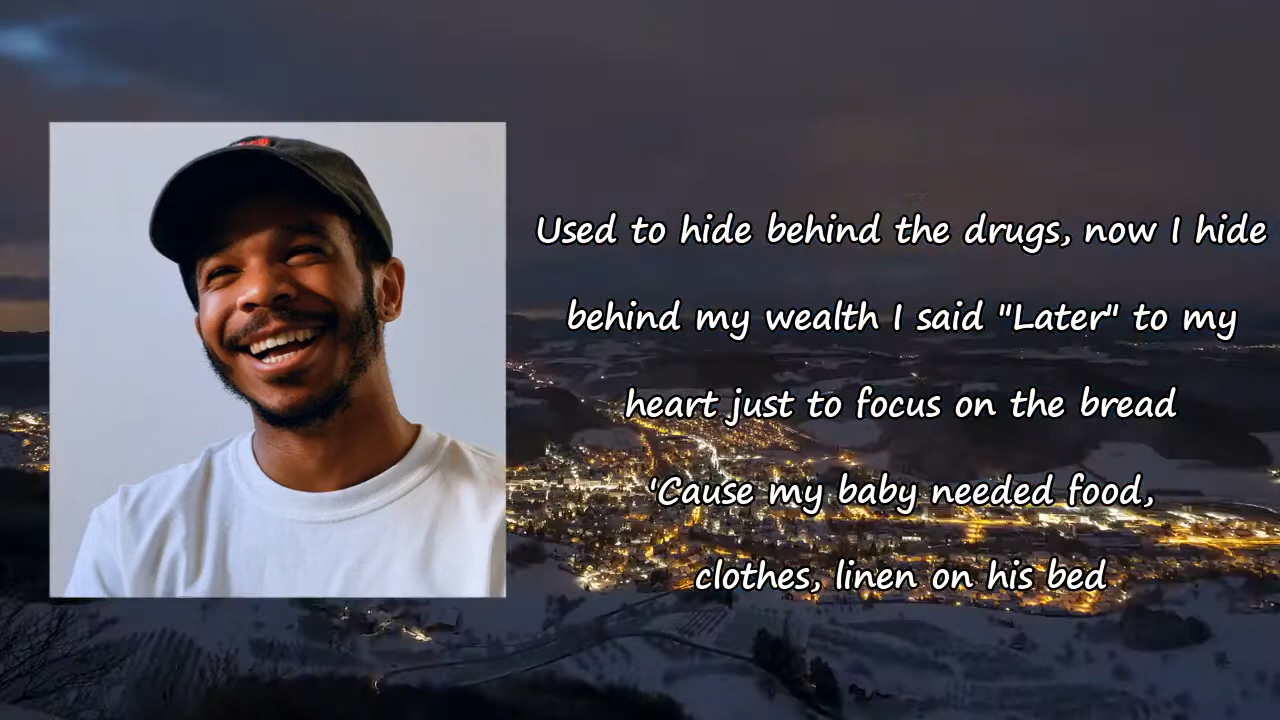 Used to hide behind the drugs, now I hide
behind my wealth I said "Later" to my
heart just to focus on the bread
'Cause my baby needed food,
clothes, linen on his bed